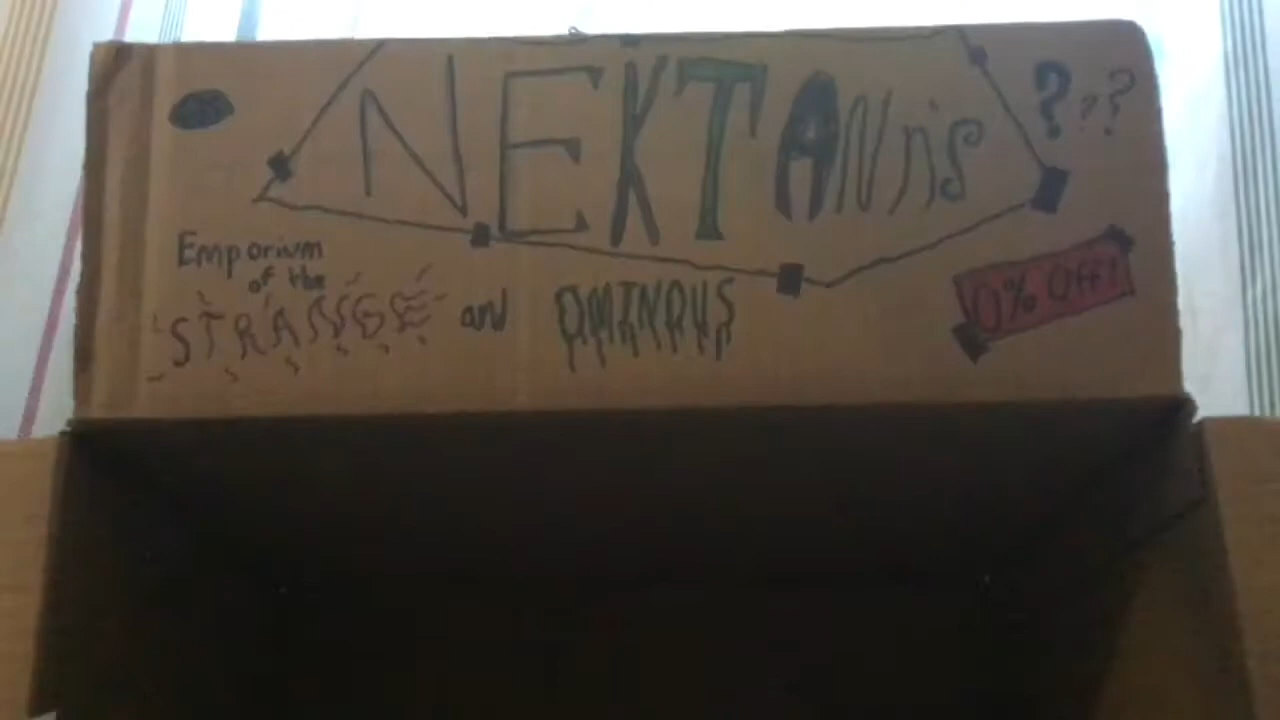 NEKTANn's ???
Emporium
of the
STRANGE and OMINOUS
0% Off!